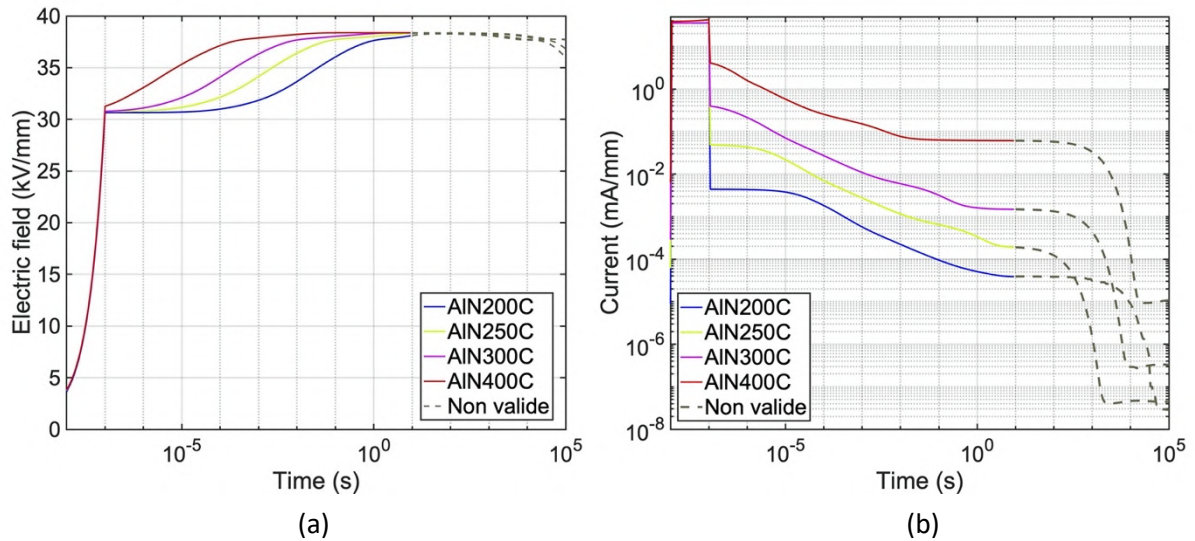 40
35
30
25
20
15
10
5
0
Electric field (kV/mm)
AlN200C
AlN250C
AlN300C
AlN400C
Non valide
10^-5
10^0
10^5
Time (s)
(a)
10^0
10^-2
10^-4
10^-6
10^-8
Current (mA/mm)
AlN200C
AlN250C
AlN300C
AlN400C
Non valide
10^-5
10^0
10^5
Time (s)
(b)